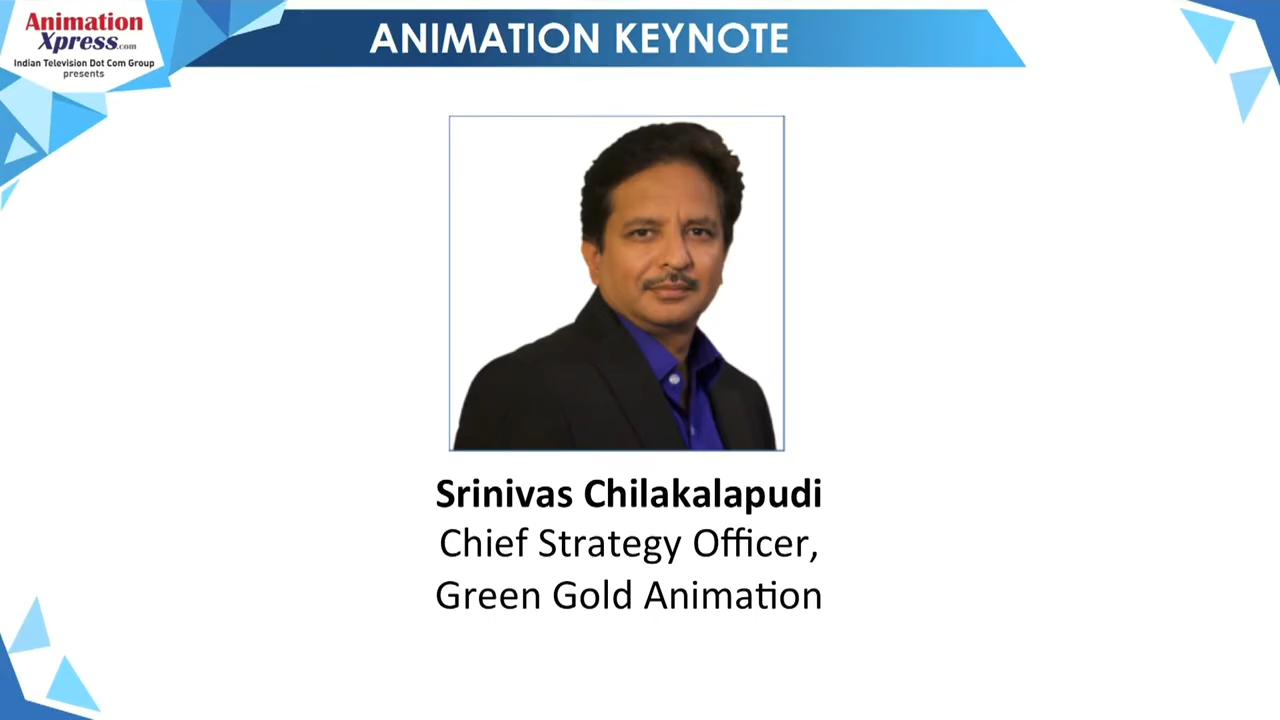 Animation
Xpress.com
Indian Television Dot Com Group
presents
ANIMATION KEYNOTE
Srinivas Chilakalapudi
Chief Strategy Officer,
Green Gold Animation